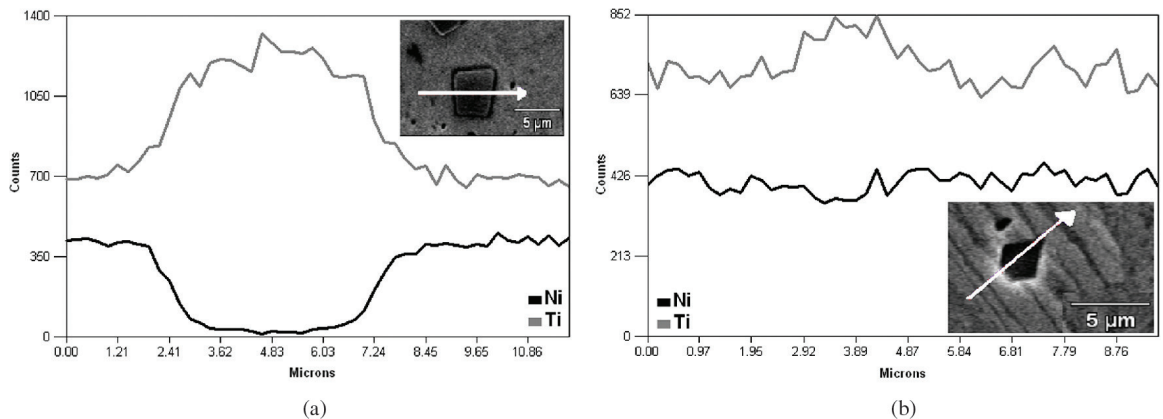 1400
1050
700
350
0
Counts
0.00 1.21 2.41 3.62 4.83 6.03 7.24 8.45 9.65 10.86
Microns
Ni
Ti
5 µm
(a)
852
639
426
213
0
Counts
0.00 0.97 1.95 2.92 3.89 4.87 5.84 6.81 7.79 8.76
Microns
Ni
Ti
5 µm
(b)